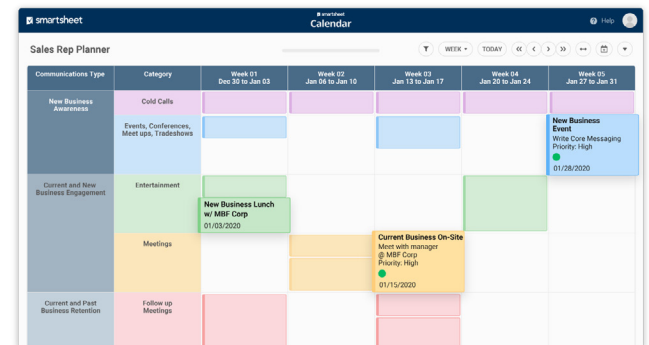 smartsheet
smartsheet
Calendar
Help
Sales Rep Planner
WEEK
TODAY
Communications Type
Category
Week 01
Dec 30 to Jan 03
Week 02
Jan 06 to Jan 10
Week 03
Jan 13 to Jan 17
Week 04
Jan 20 to Jan 24
Week 05
Jan 27 to Jan 31
New Business
Awareness
Cold Calls
Events, Conferences,
Meet ups, Tradeshows
New Business
Event
Write Core Messaging
Priority: High
01/28/2020
Current and New
Business Engagement
Entertainment
New Business Lunch
w/ MBF Corp
01/03/2020
Meetings
Current Business On-Site
Meet with manager
@ MBF Corp
Priority: High
01/15/2020
Current and Past
Business Retention
Follow up
Meetings